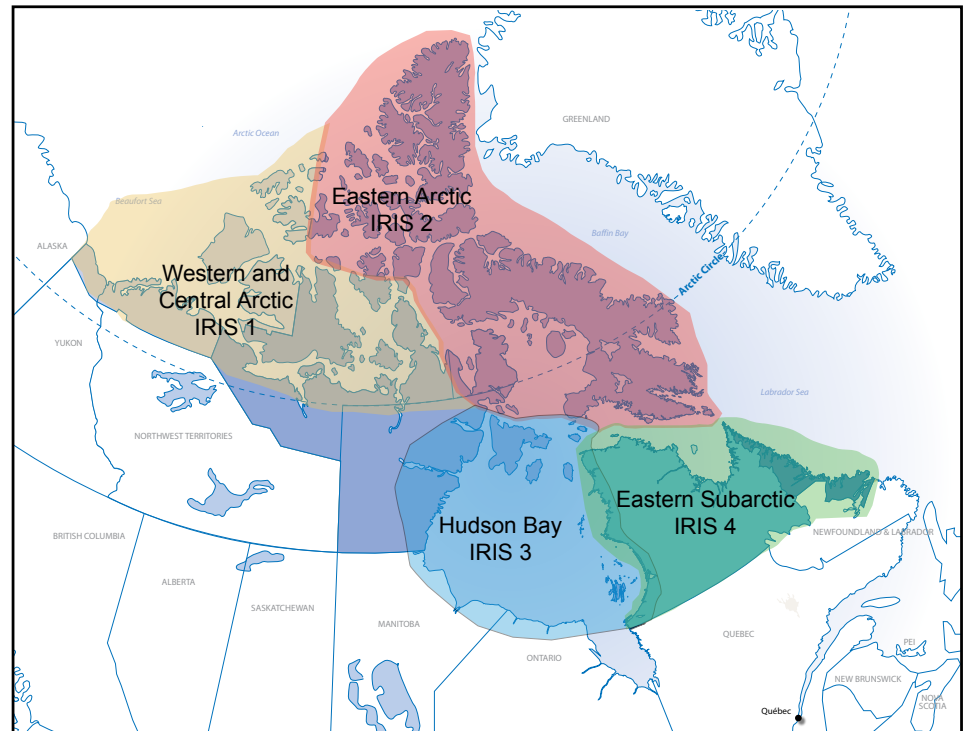 GREENLAND
Arctic Ocean
Eastern Arctic
IRIS 2
Beaufort Sea
Baffin Bay
ALASKA
Arctic Circle
Western and
Central Arctic
IRIS 1
YUKON
Labrador Sea
NORTHWEST TERRITORIES
Eastern Subarctic
IRIS 4
Hudson Bay
IRIS 3
BRITISH COLUMBIA
NEWFOUNDLAND & LABRADOR
ALBERTA
SASKATCHEWAN
MANITOBA
QUEBEC
ONTARIO
PEI
NEW BRUNSWICK
NOVA
SCOTIA
Québec